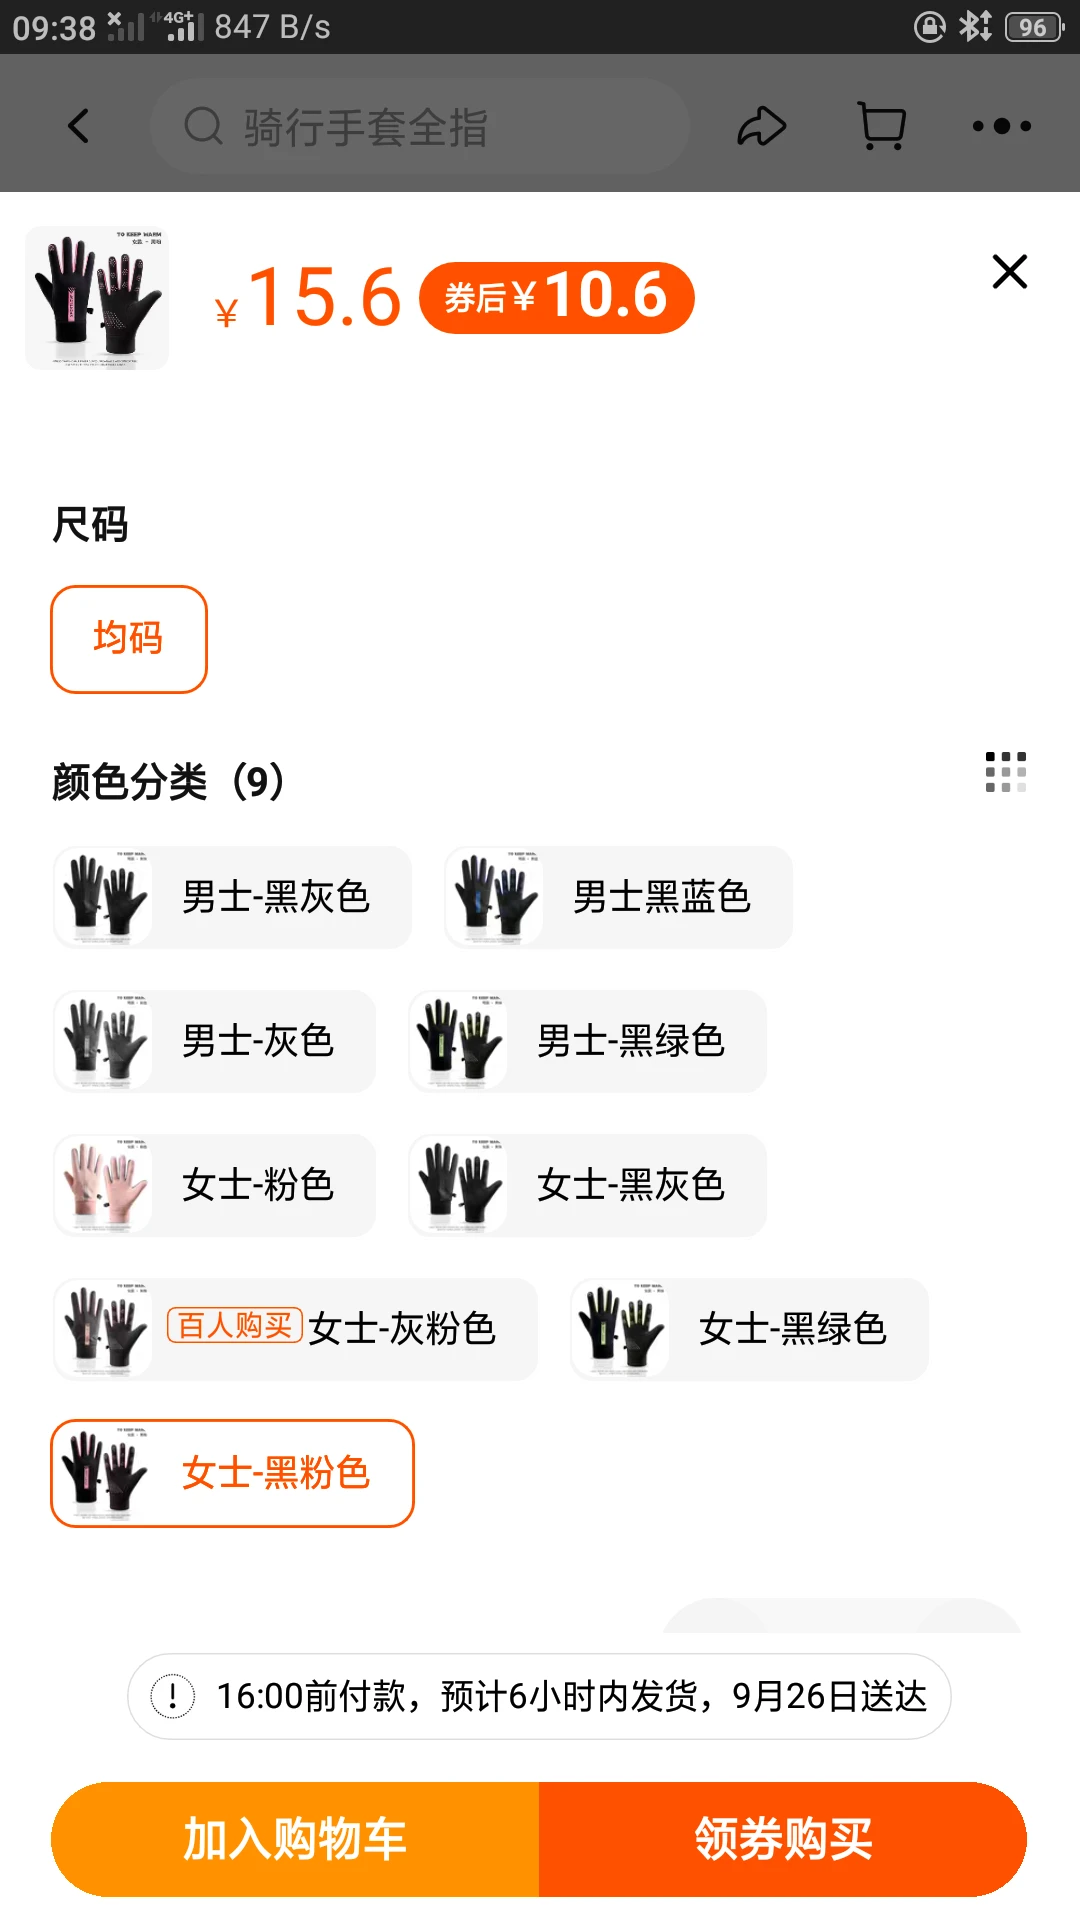 09:38 4G+ 847 B/s 96
骑行手套全指
TO KEEP WARM
¥15.6 券后¥10.6
尺码
均码
颜色分类（9）
男士-黑灰色 男士黑蓝色
男士-灰色 男士-黑绿色
女士-粉色 女士-黑灰色
百人购买 女士-灰粉色 女士-黑绿色
女士-黑粉色
16:00前付款，预计6小时内发货，9月26日送达
加入购物车 领券购买